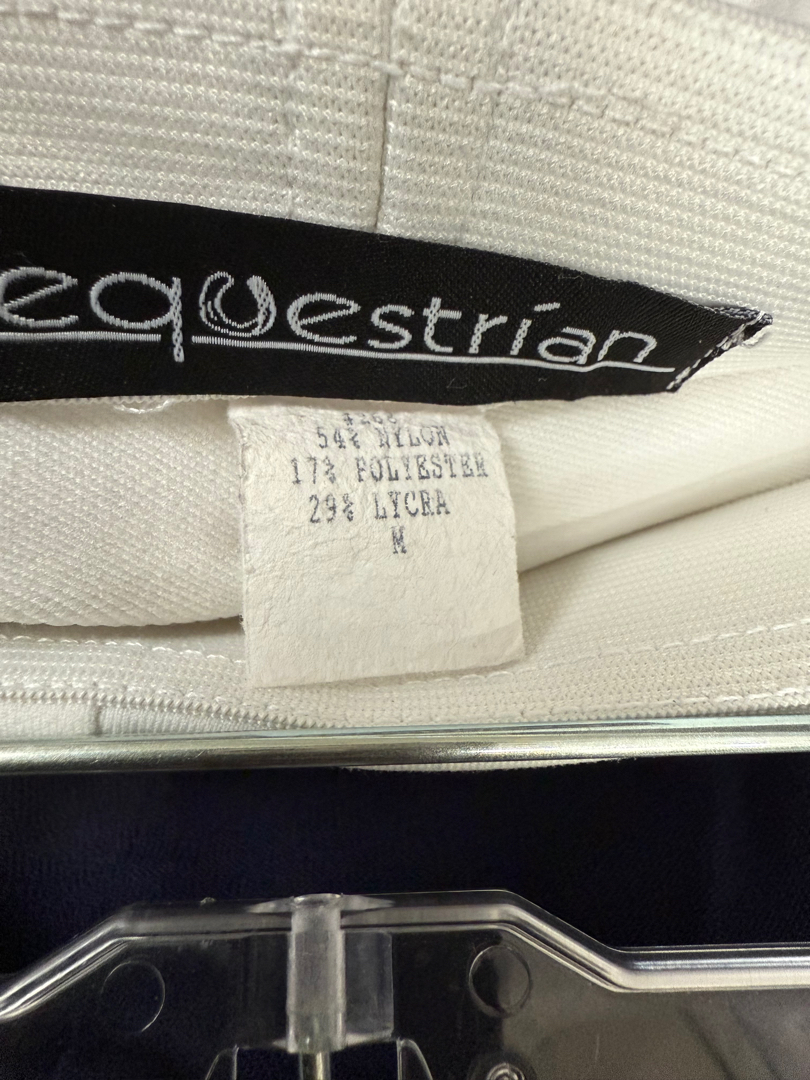 equestrian
54% NYLON
17% POLYESTER
29% LYCRA
M